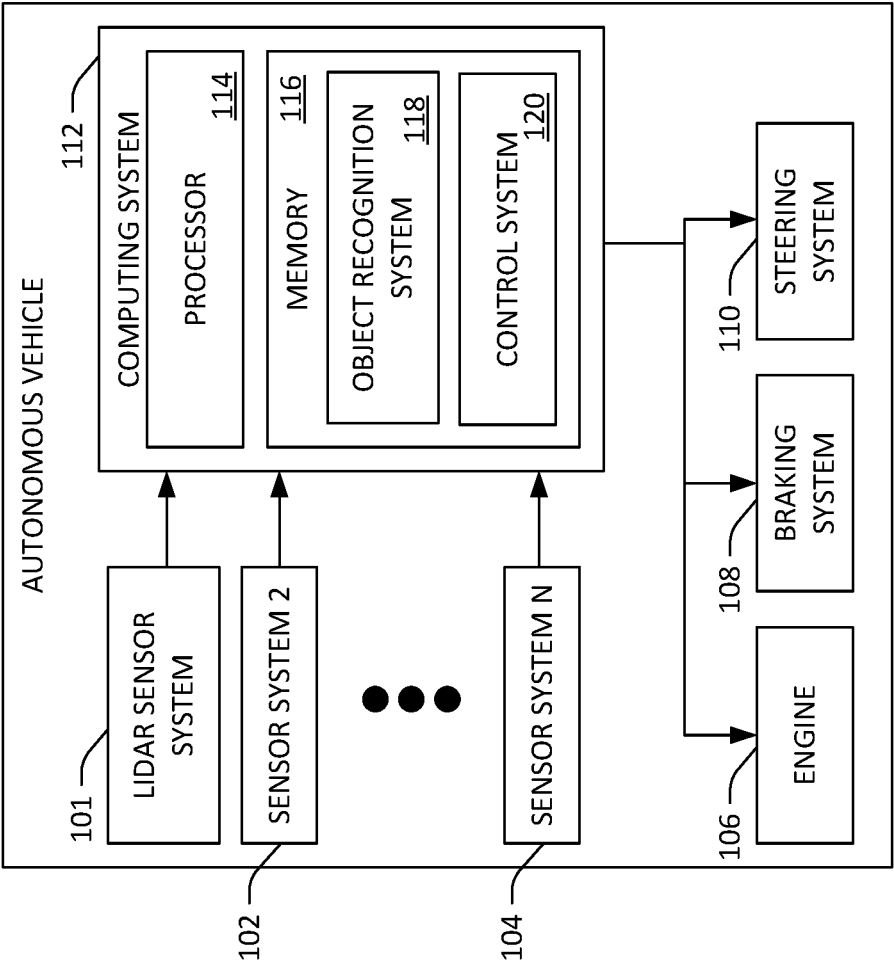 AUTONOMOUS VEHICLE
101
LIDAR SENSOR
SYSTEM
102
SENSOR SYSTEM 2
104
SENSOR SYSTEM N
112
COMPUTING SYSTEM
PROCESSOR
114
MEMORY
116
OBJECT RECOGNITION
SYSTEM
118
CONTROL SYSTEM
120
106
ENGINE
108
BRAKING
SYSTEM
110
STEERING
SYSTEM